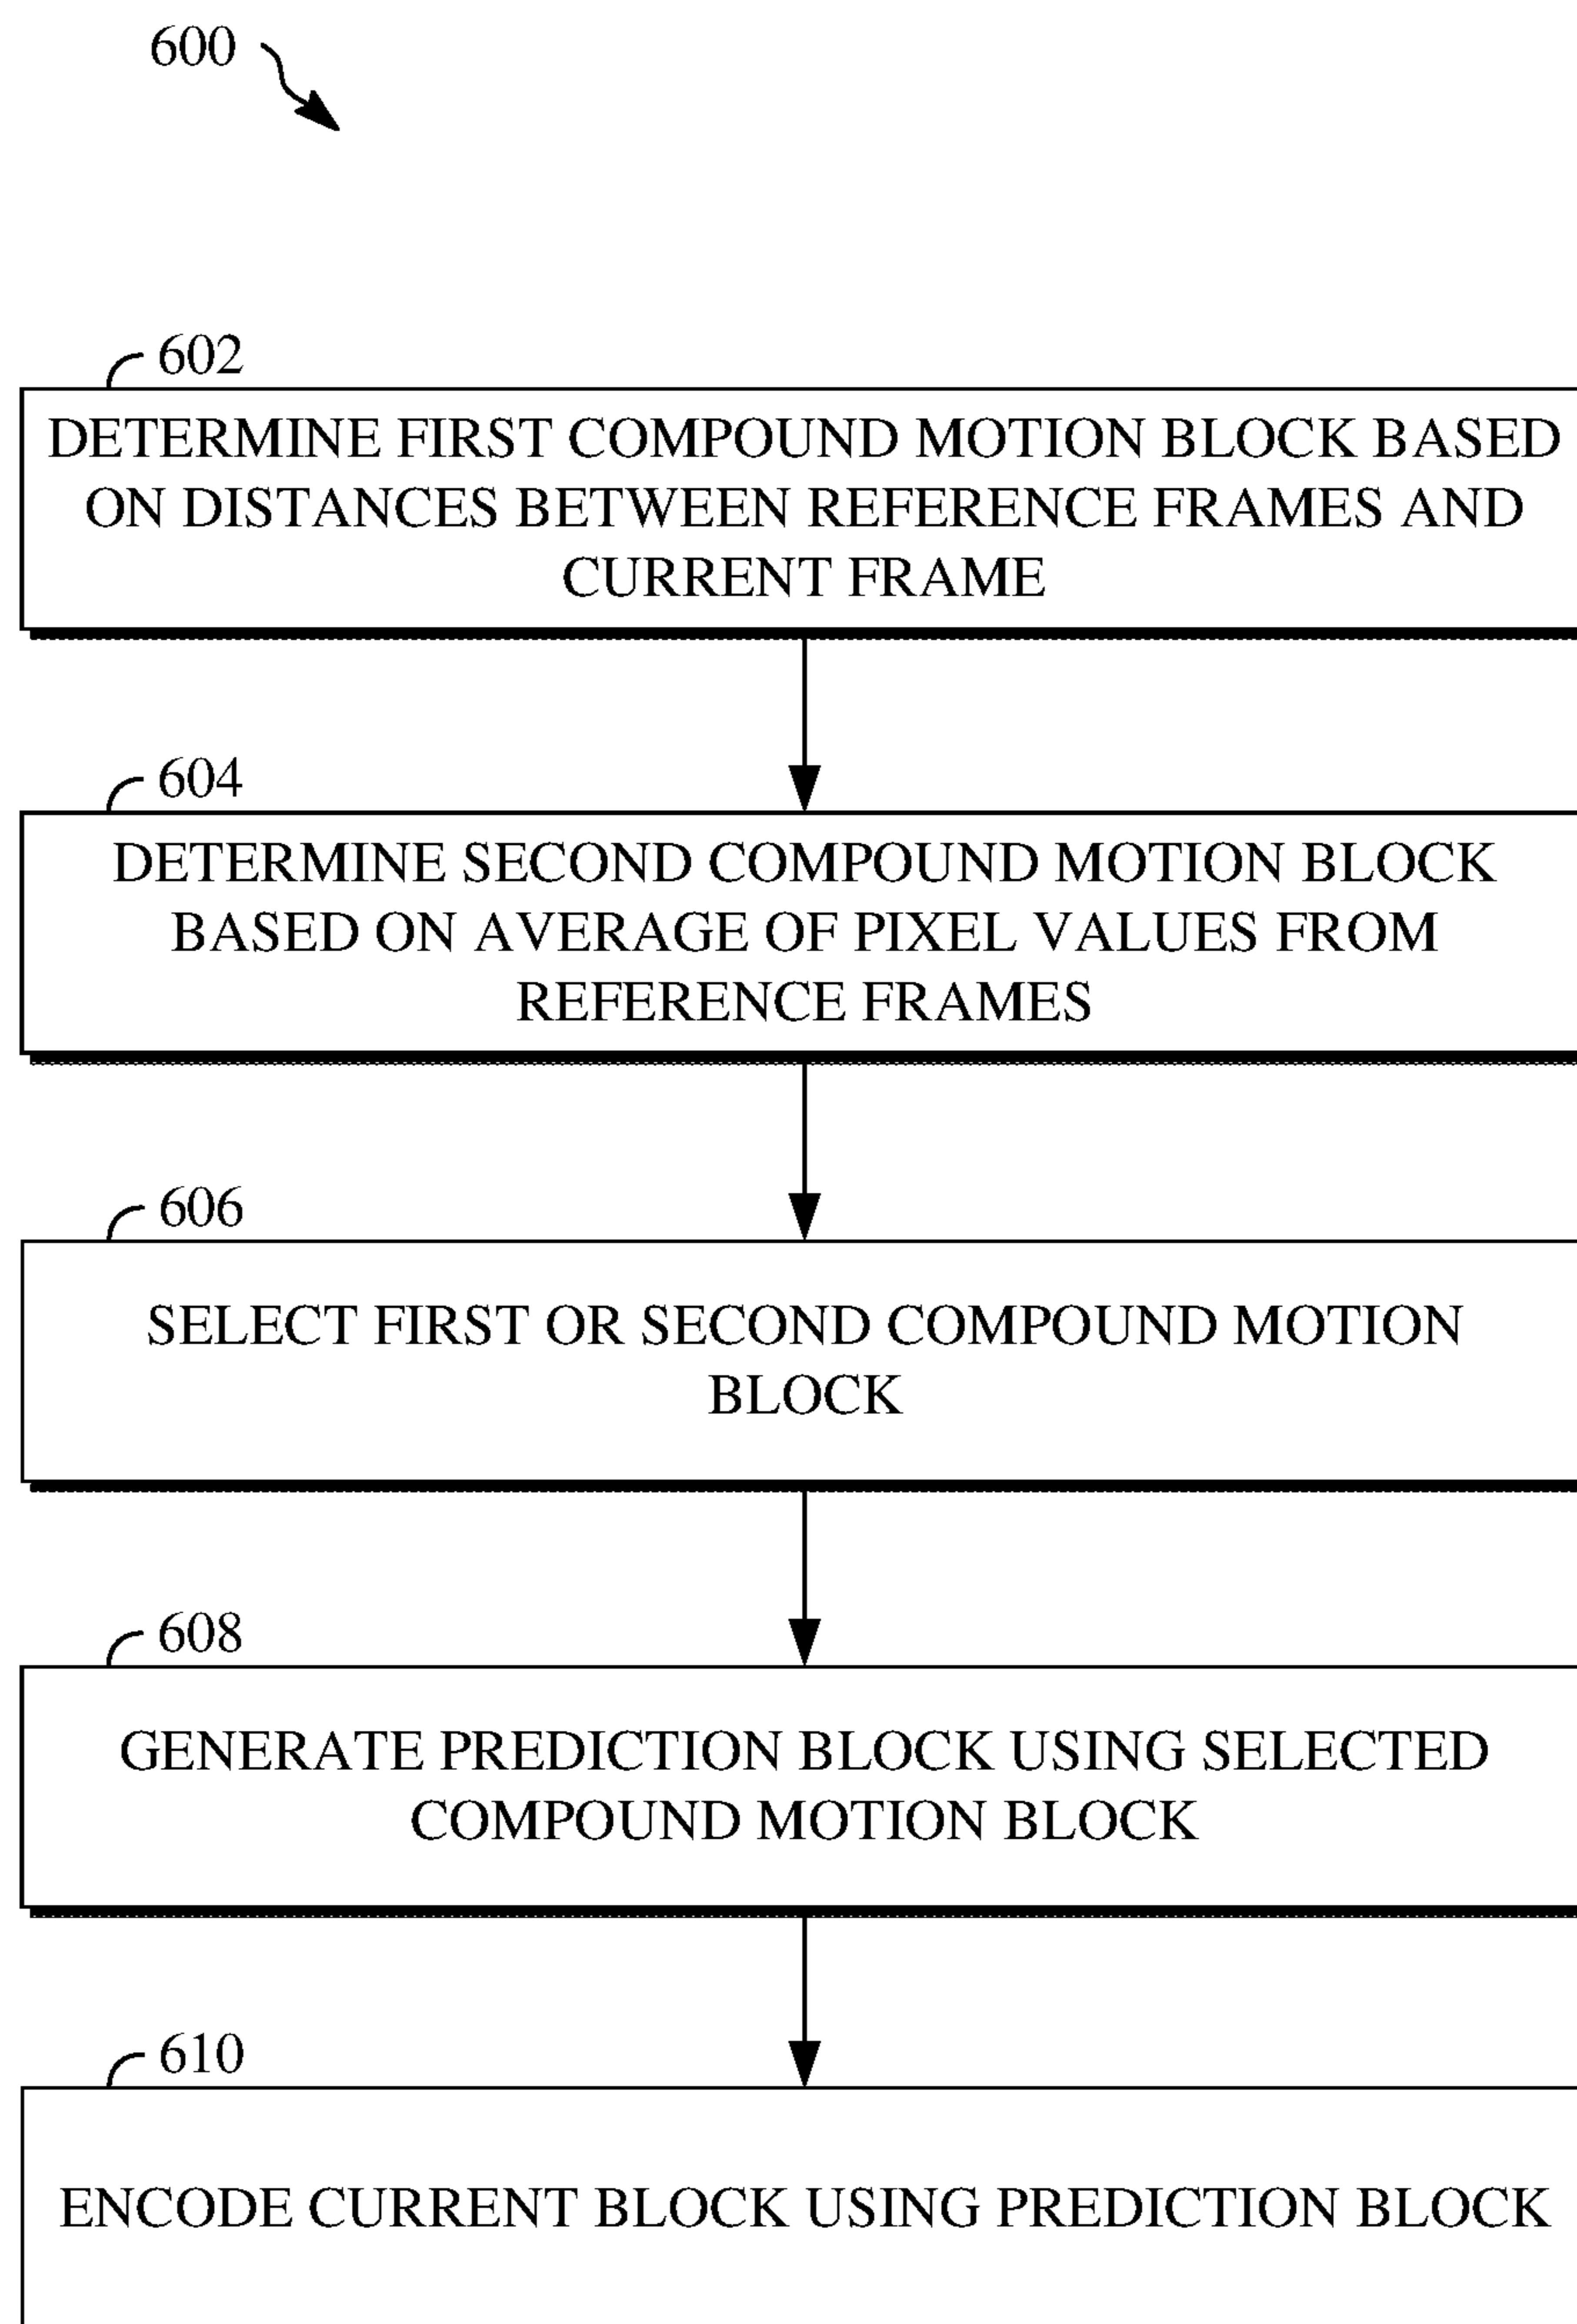 600
602
DETERMINE FIRST COMPOUND MOTION BLOCK BASED
ON DISTANCES BETWEEN REFERENCE FRAMES AND
CURRENT FRAME
604
DETERMINE SECOND COMPOUND MOTION BLOCK
BASED ON AVERAGE OF PIXEL VALUES FROM
REFERENCE FRAMES
606
SELECT FIRST OR SECOND COMPOUND MOTION
BLOCK
608
GENERATE PREDICTION BLOCK USING SELECTED
COMPOUND MOTION BLOCK
610
ENCODE CURRENT BLOCK USING PREDICTION BLOCK